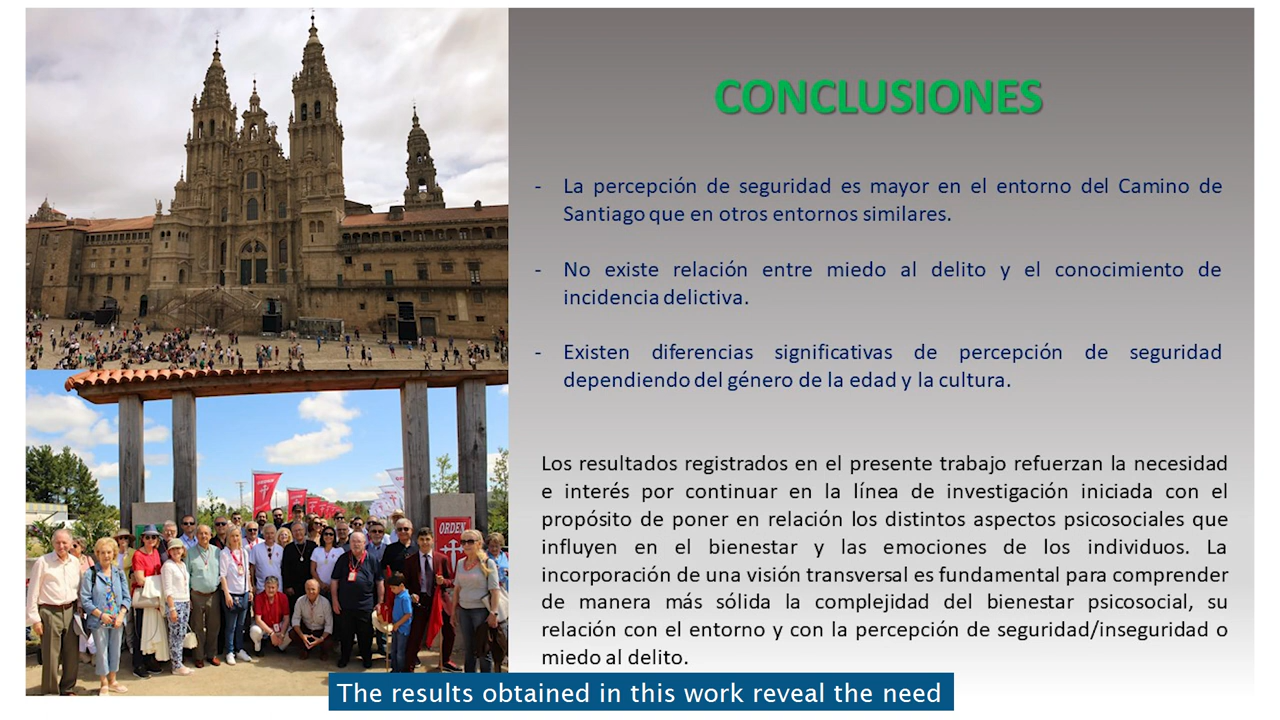 CONCLUSIONES
- La percepción de seguridad es mayor en el entorno del Camino de
Santiago que en otros entornos similares.
- No existe relación entre miedo al delito y el conocimiento de
incidencia delictiva.
- Existen diferencias significativas de percepción de seguridad
dependiendo del género de la edad y la cultura.
Los resultados registrados en el presente trabajo refuerzan la necesidad
e interés por continuar en la línea de investigación iniciada con el
propósito de poner en relación los distintos aspectos psicosociales que
influyen en el bienestar y las emociones de los individuos. La
incorporación de una visión transversal es fundamental para comprender
de manera más sólida la complejidad del bienestar psicosocial, su
relación con el entorno y con la percepción de seguridad/inseguridad o
miedo al delito.
ORDEN
The results obtained in this work reveal the need